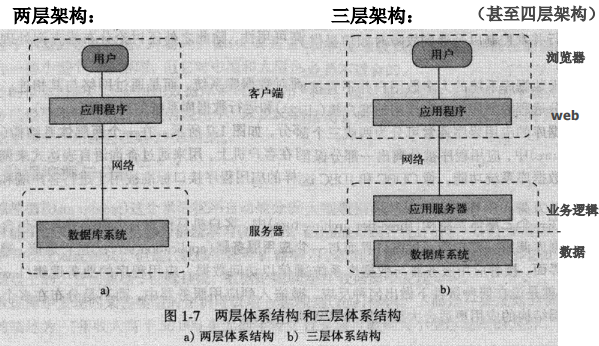 两层架构：
三层架构：
（甚至四层架构）
用户
应用程序
网络
数据库系统
a)
客户端
服务器
用户
应用程序
网络
应用服务器
数据库系统
b)
浏览器
web
业务逻辑
数据
图 1-7 两层体系结构和三层体系结构
a) 两层体系结构 b) 三层体系结构